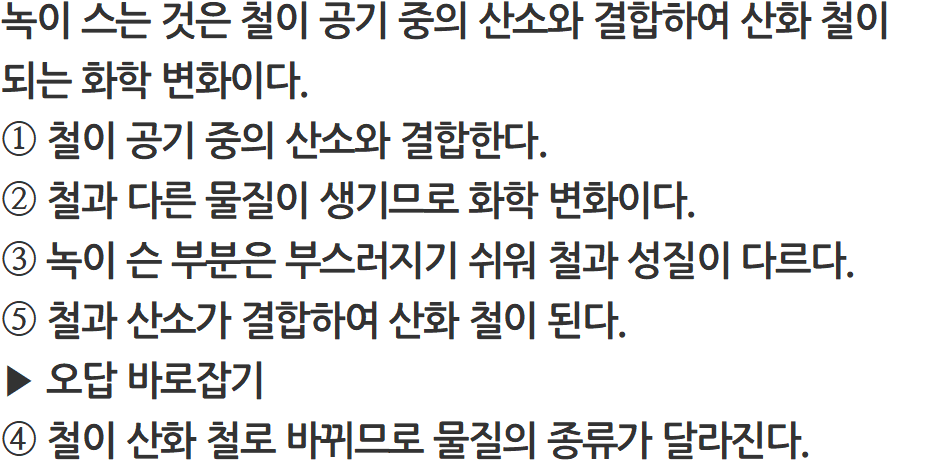 녹이 스는 것은 철이 공기 중의 산소와 결합하여 산화 철이
되는 화학 변화이다.
① 철이 공기 중의 산소와 결합한다.
② 철과 다른 물질이 생기므로 화학 변화이다.
③ 녹이 슨 부분은 부스러지기 쉬워 철과 성질이 다르다.
⑤ 철과 산소가 결합하여 산화 철이 된다.
▶ 오답 바로잡기
④ 철이 산화 철로 바뀌므로 물질의 종류가 달라진다.